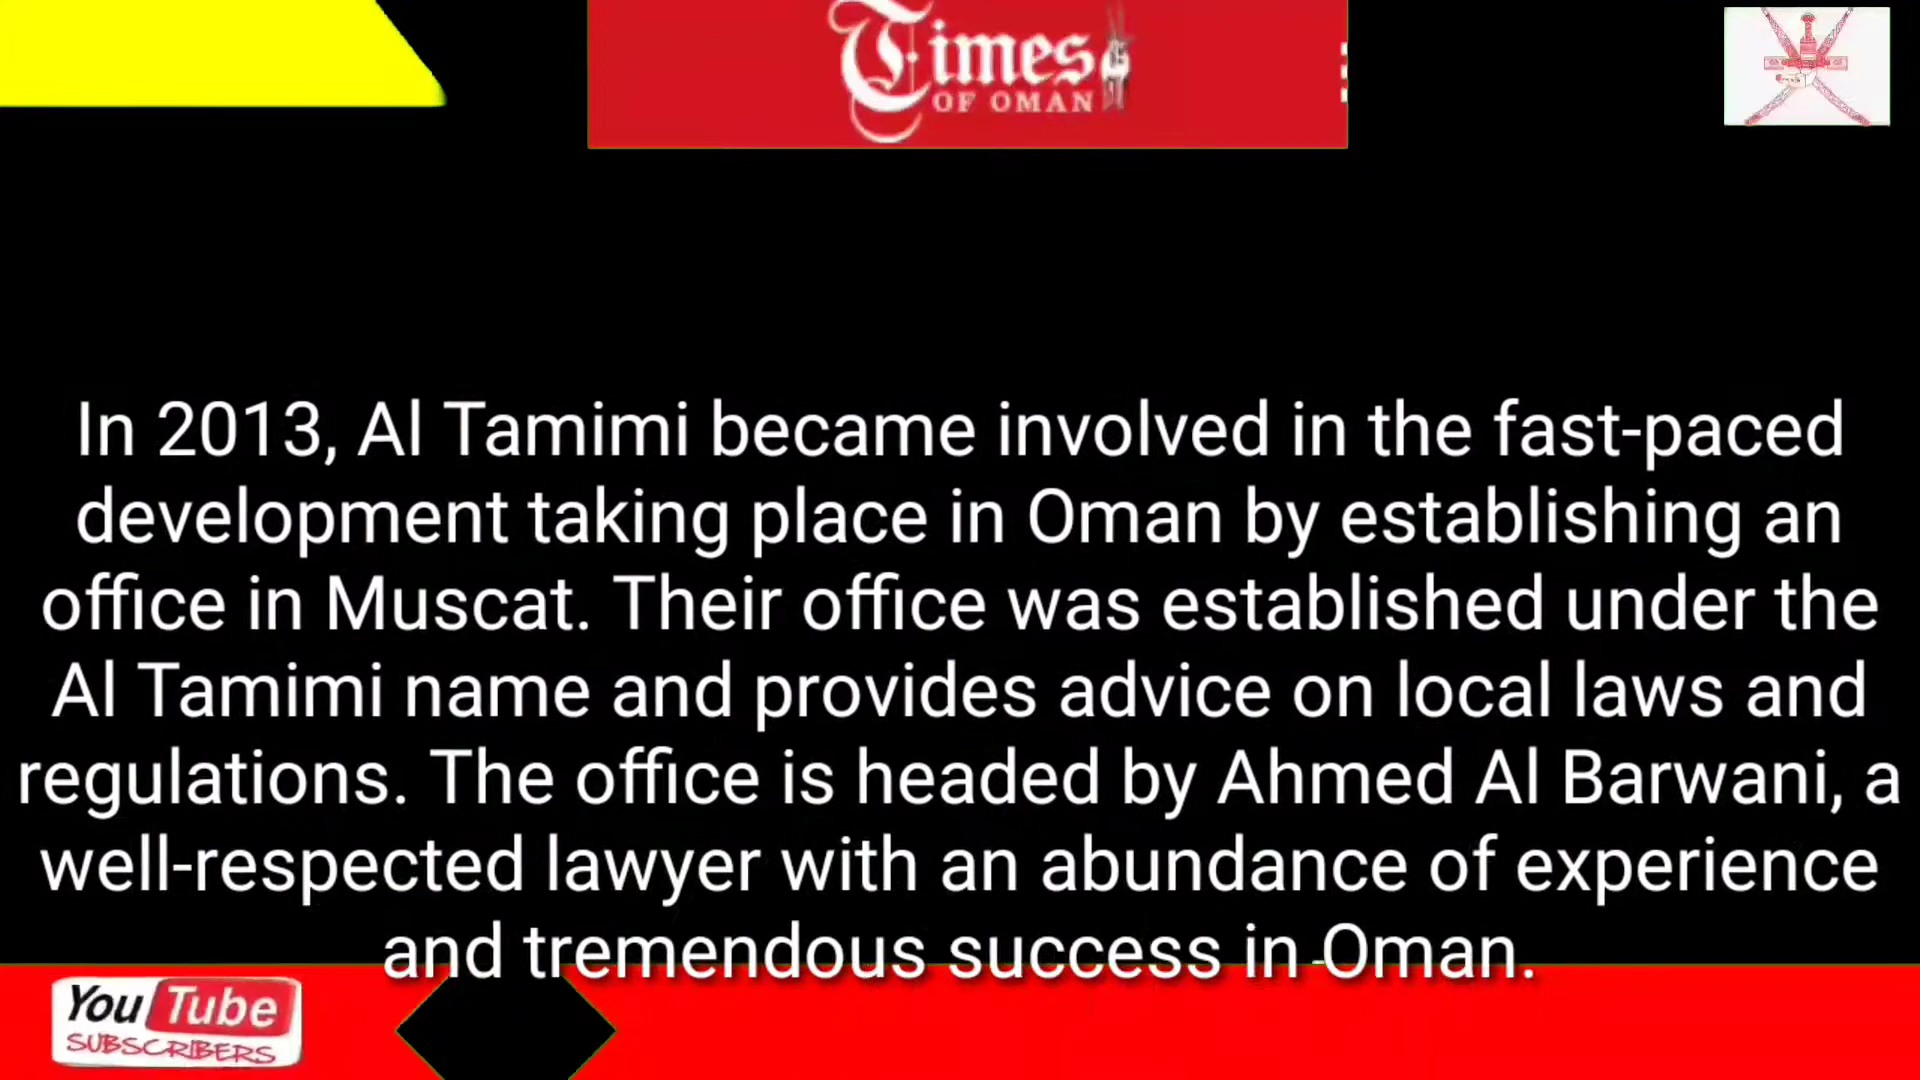 Times
OF OMAN
In 2013, Al Tamimi became involved in the fast-paced
development taking place in Oman by establishing an
office in Muscat. Their office was established under the
Al Tamimi name and provides advice on local laws and
regulations. The office is headed by Ahmed Al Barwani, a
well-respected lawyer with an abundance of experience
and tremendous success in Oman.
You Tube
SUBSCRIBERS